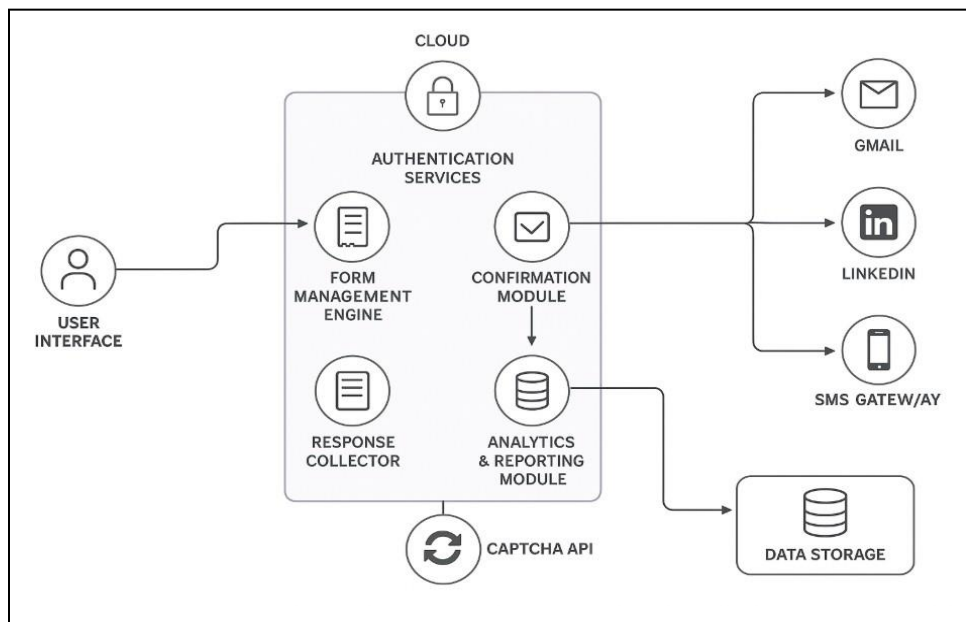 CLOUD
AUTHENTICATION
SERVICES
GMAIL
USER
INTERFACE
FORM
MANAGEMENT
ENGINE
CONFIRMATION
MODULE
in
LINKEDIN
RESPONSE
COLLECTOR
ANALYTICS
& REPORTING
MODULE
SMS GATEW/AY
CAPTCHA API
DATA STORAGE